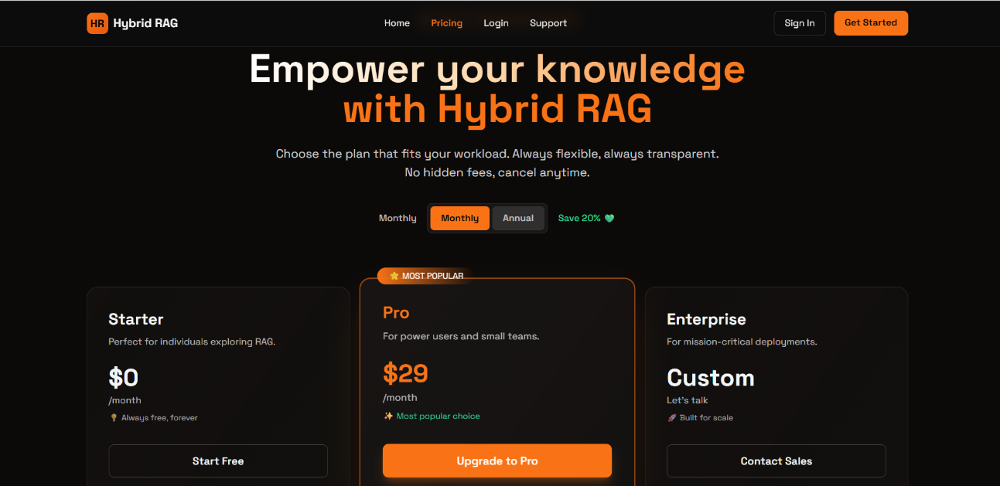 HR Hybrid RAG
Home Pricing Login Support
Sign In Get Started
Empower your knowledge
with Hybrid RAG
Choose the plan that fits your workload. Always flexible, always transparent.
No hidden fees, cancel anytime.
Monthly Monthly Annual Save 20% 💚
⭐ MOST POPULAR
Starter
Perfect for individuals exploring RAG.
$0
/month
💡 Always free, forever
Start Free
Pro
For power users and small teams.
$29
/month
✨ Most popular choice
Upgrade to Pro
Enterprise
For mission-critical deployments.
Custom
Let's talk
🚀 Built for scale
Contact Sales